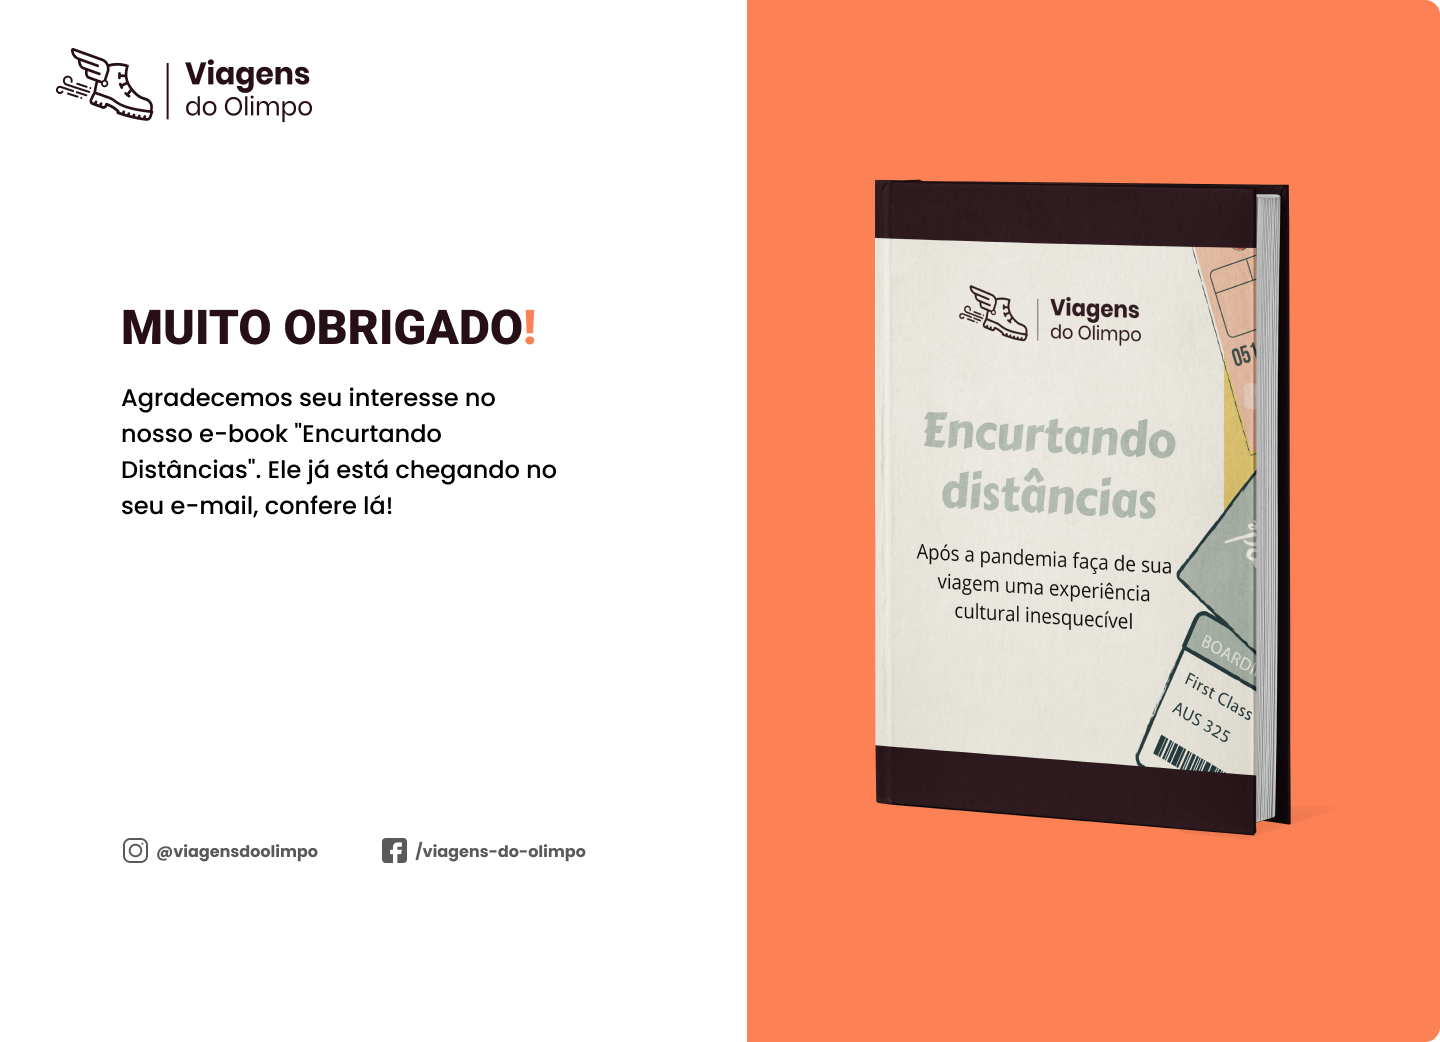 Viagens
do Olimpo
MUITO OBRIGADO!
Agradecemos seu interesse no
nosso e-book "Encurtando
Distâncias". Ele já está chegando no
seu e-mail, confere lá!
@viagensdoolimpo
/viagens-do-olimpo
Viagens
do Olimpo
051
Encurtando
distâncias
Após a pandemia faça de sua
viagem uma experiência
cultural inesquecível
BOARDI
First Class
AUS 325